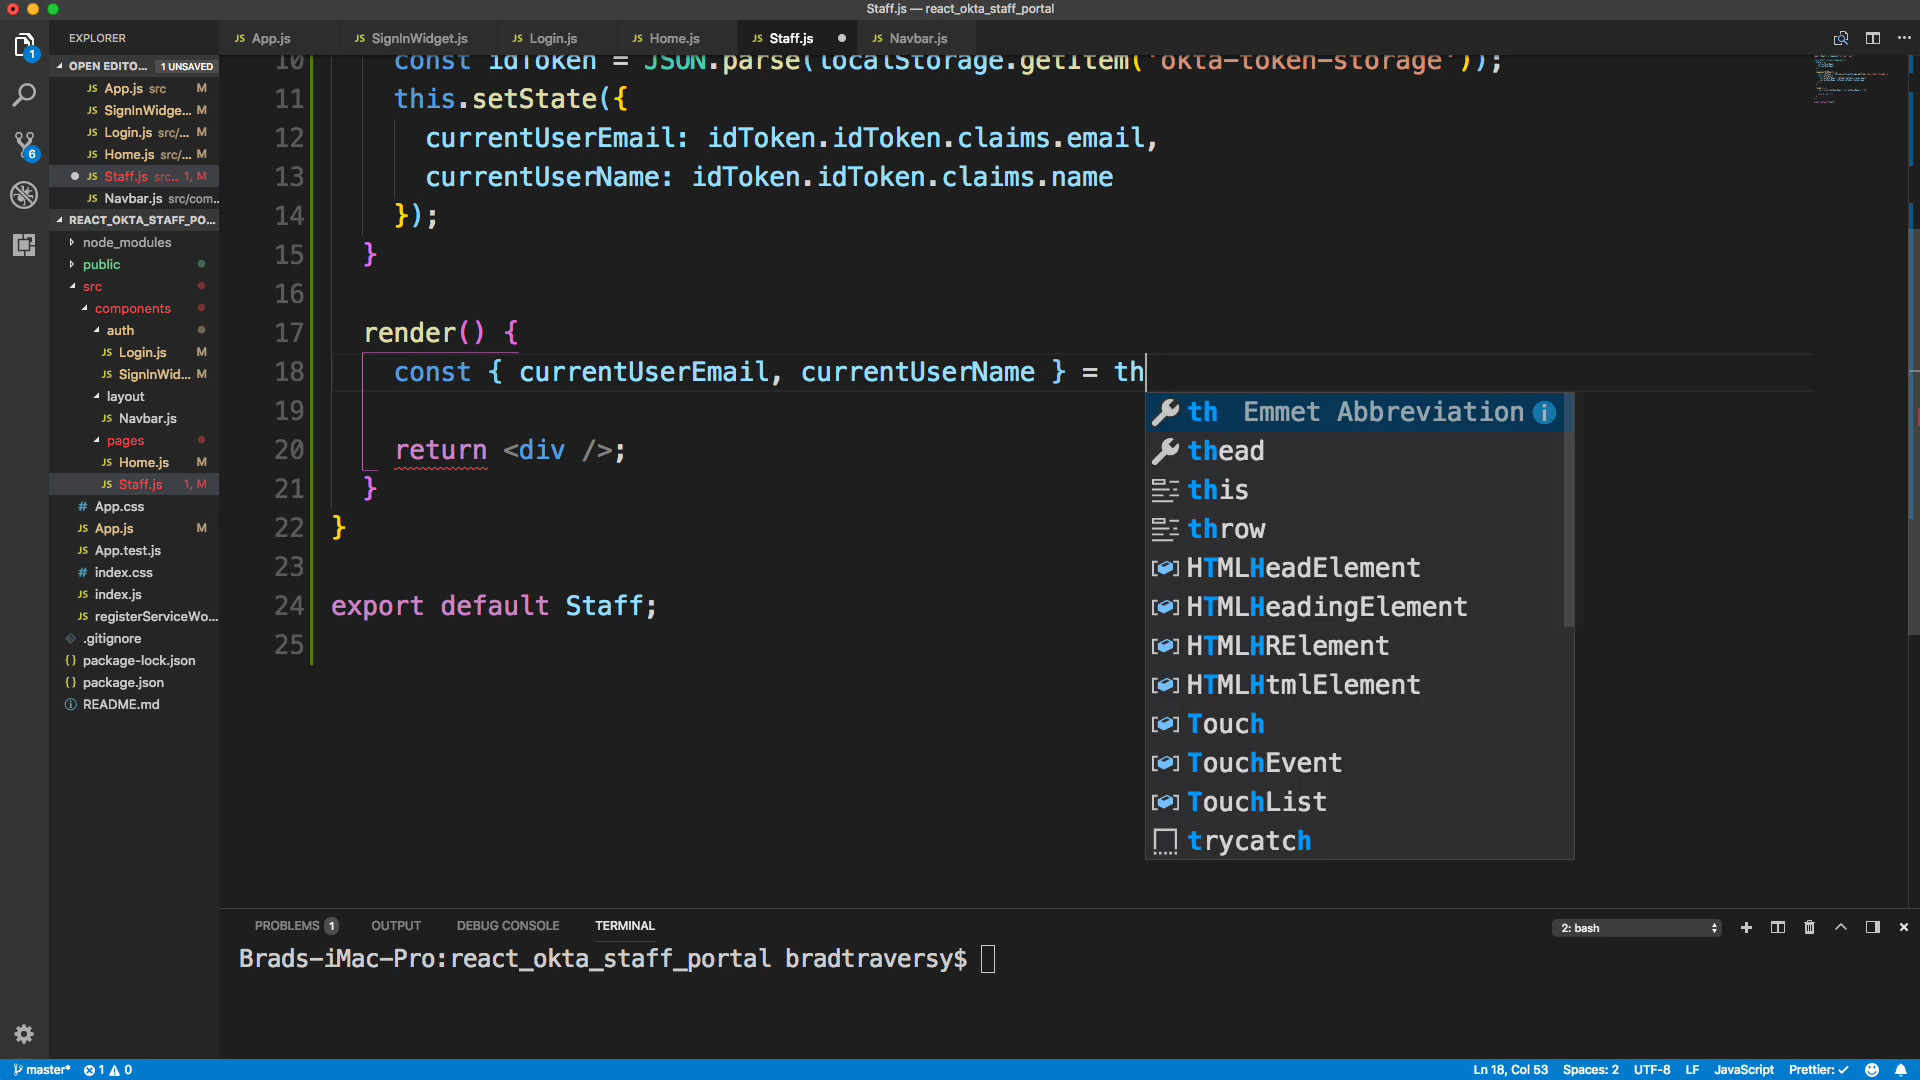 Staff.js — react_okta_staff_portal
EXPLORER
JS App.js
JS SignInWidget.js
JS Login.js
JS Home.js
JS Staff.js
JS Navbar.js
1
6
OPEN EDITO... 1 UNSAVED
JS App.js src M
JS SignInWidge... M
JS Login.js src/... M
JS Home.js src/... M
JS Staff.js src... 1, M
JS Navbar.js src/com...
REACT_OKTA_STAFF_PO...
node_modules
public
src
components
auth
JS Login.js M
JS SignInWid... M
layout
JS Navbar.js
pages
JS Home.js M
JS Staff.js 1, M
# App.css
JS App.js M
JS App.test.js
# index.css
JS index.js
JS registerServiceWo...
.gitignore
{} package-lock.json
{} package.json
README.md
10 const idToken = JSON.parse(localStorage.getItem('okta-token-storage'));
11 this.setState({
12 currentUserEmail: idToken.idToken.claims.email,
13 currentUserName: idToken.idToken.claims.name
14 });
15 }
16
17 render() {
18 const { currentUserEmail, currentUserName } = th
19
20 return <div />;
21 }
22 }
23
24 export default Staff;
25
th Emmet Abbreviation
thead
this
throw
HTMLHeadElement
HTMLHeadingElement
HTMLHRElement
HTMLHtmlElement
Touch
TouchEvent
TouchList
trycatch
PROBLEMS 1 OUTPUT DEBUG CONSOLE TERMINAL 2: bash
Brads-iMac-Pro:react_okta_staff_portal bradtraversy$
master* 1 0 Ln 18, Col 53 Spaces: 2 UTF-8 LF JavaScript Prettier: ✓